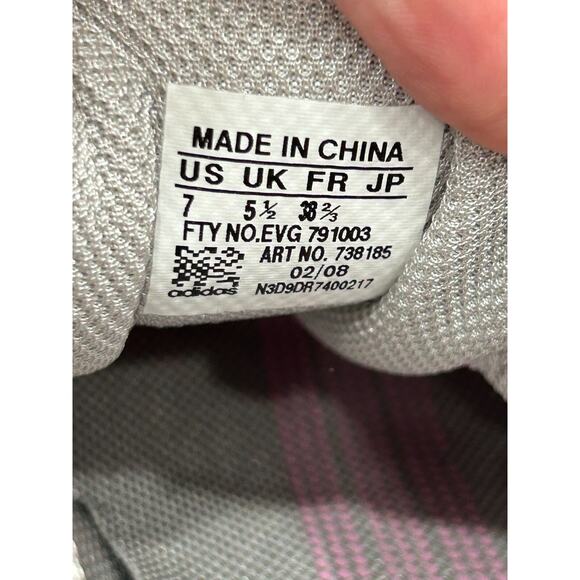 MADE IN CHINA
US UK FR JP
7 5½ 38⅔
FTY NO.EVG 791003
ART NO. 738185
02/08
adidas N3D9DR7400217